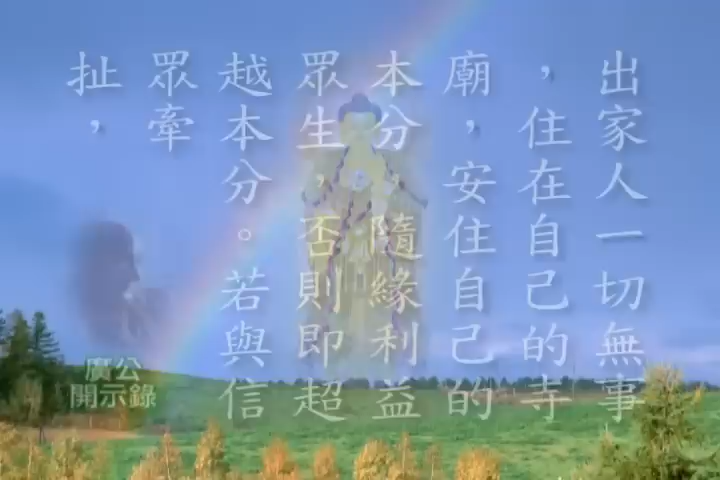 出家人一切無事
，住在自己的寺
廟，安住自己的
本分，隨緣利益
眾生，否則即超
越本分。若與信
眾牽
扯，
廣公
開示錄